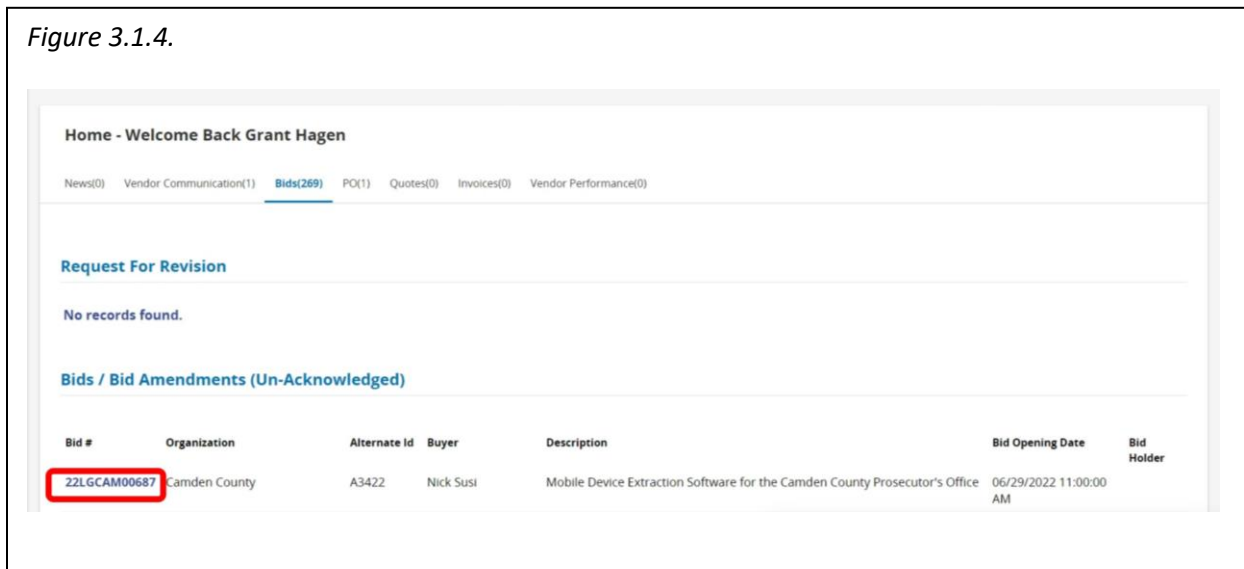 Figure 3.1.4.
Home - Welcome Back Grant Hagen
News(0) Vendor Communication(1) Bids(269) PO(1) Quotes(0) Invoices(0) Vendor Performance(0)
Request For Revision
No records found.
Bids / Bid Amendments (Un-Acknowledged)
Bid # Organization Alternate Id Buyer Description Bid Opening Date Bid Holder
22LGCAM00687 Camden County A3422 Nick Susi Mobile Device Extraction Software for the Camden County Prosecutor's Office 06/29/2022 11:00:00 AM